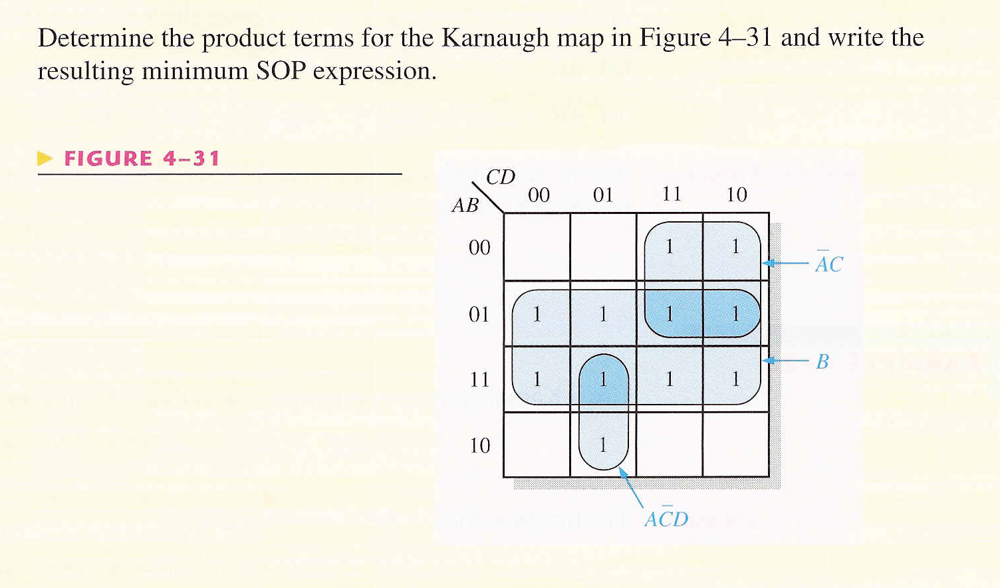 Determine the product terms for the Karnaugh map in Figure 4–31 and write the
resulting minimum SOP expression.
▶ FIGURE 4–31
CD
AB
00 01 11 10
00 1 1
A̅C
01 1 1 1 1
B
11 1 1 1 1
10 1
AC̅D